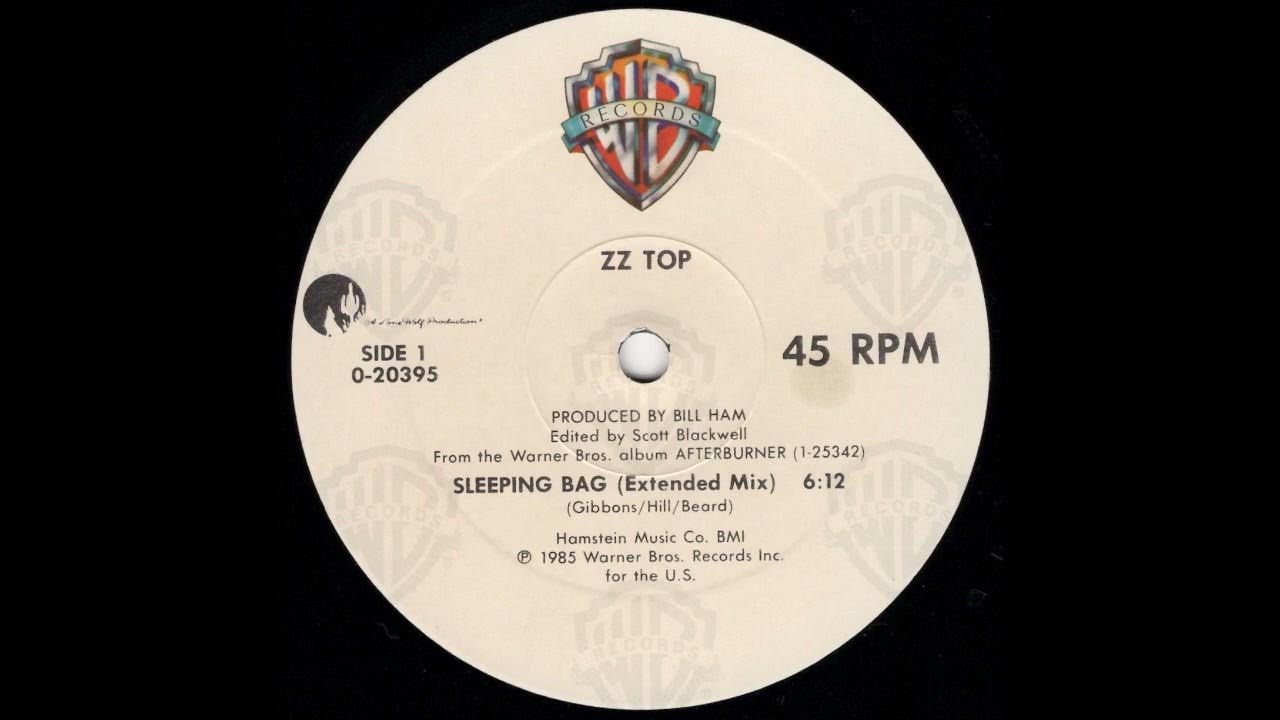 WB
RECORDS
ZZ TOP
A Lone Wolf Production
SIDE 1
0-20395
45 RPM
PRODUCED BY BILL HAM
Edited by Scott Blackwell
From the Warner Bros. album AFTERBURNER (1-25342)
SLEEPING BAG (Extended Mix) 6:12
(Gibbons/Hill/Beard)
Hamstein Music Co. BMI
℗ 1985 Warner Bros. Records Inc.
for the U.S.